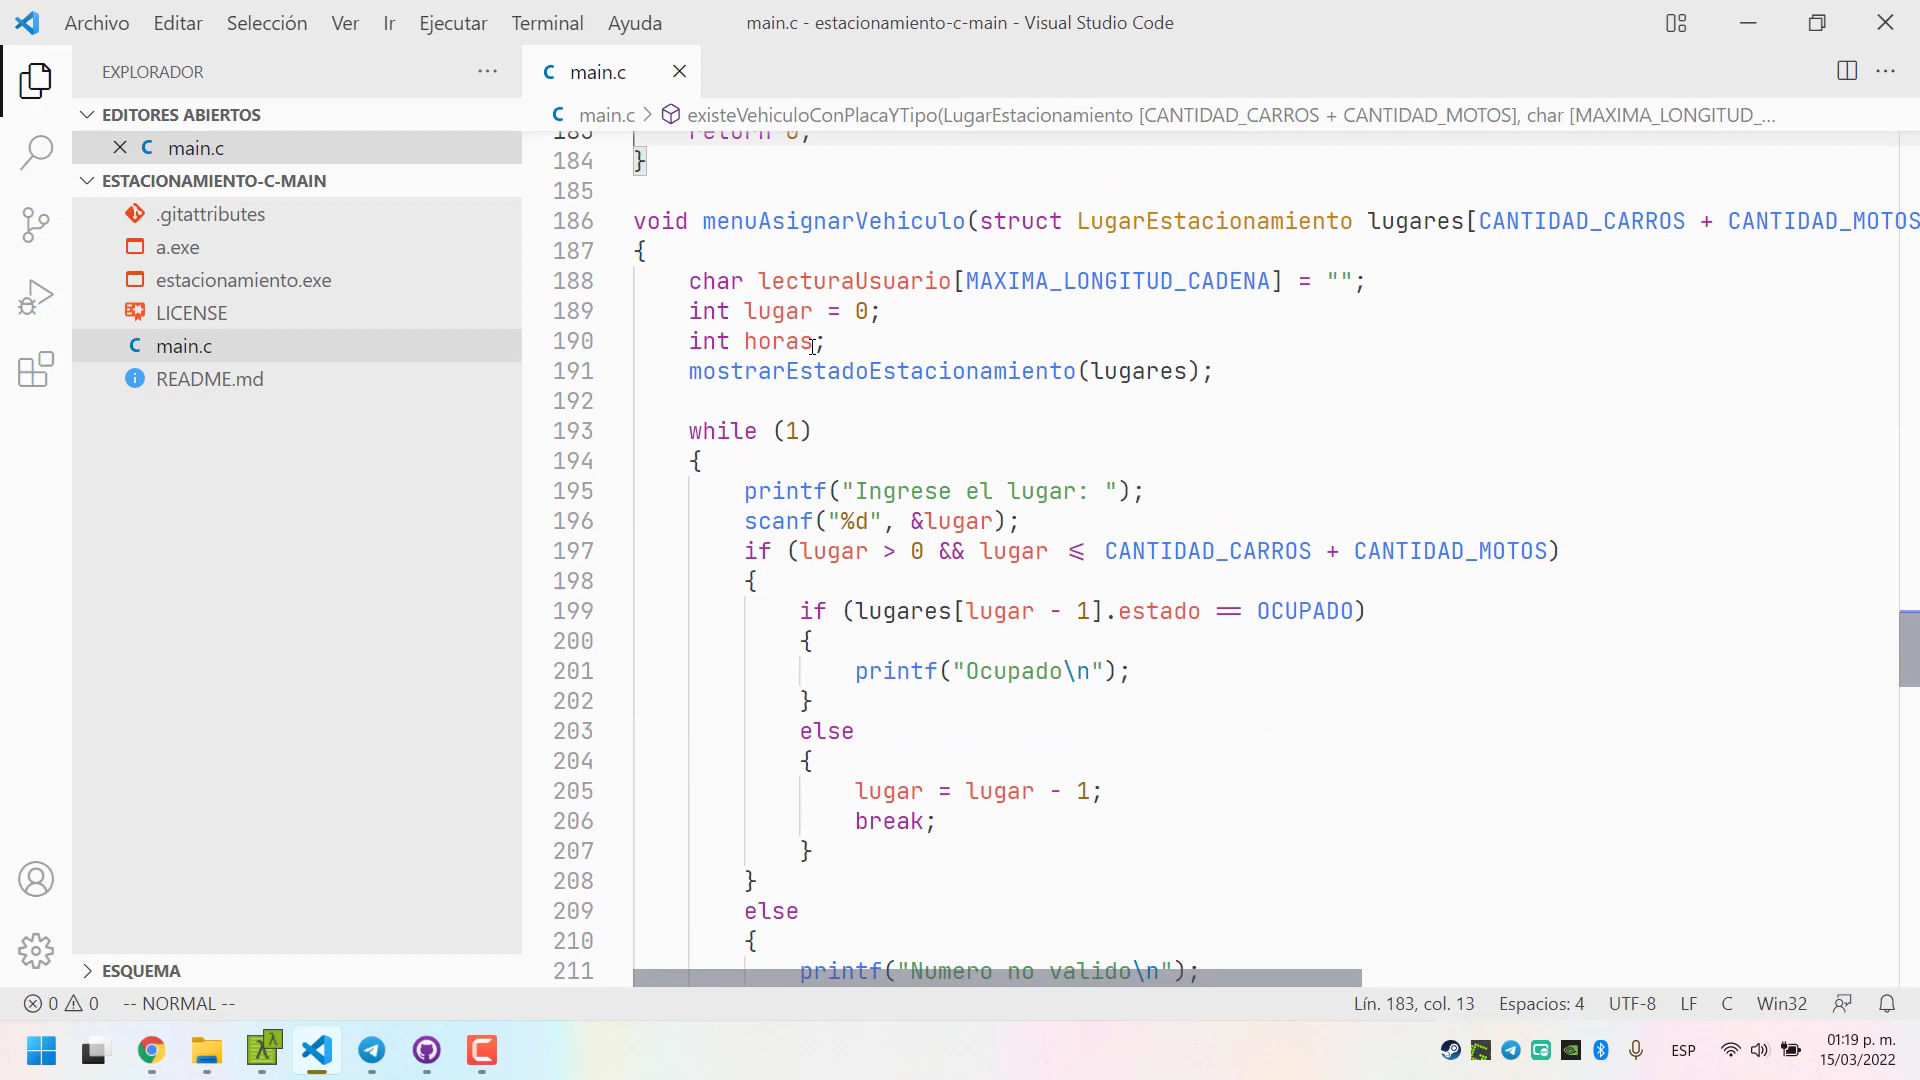 Archivo Editar Selección Ver Ir Ejecutar Terminal Ayuda main.c - estacionamiento-c-main - Visual Studio Code
EXPLORADOR
EDITORES ABIERTOS
main.c
ESTACIONAMIENTO-C-MAIN
.gitattributes
a.exe
estacionamiento.exe
LICENSE
main.c
README.md
ESQUEMA
main.c
main.c > existeVehiculoConPlacaYTipo(LugarEstacionamiento [CANTIDAD_CARROS + CANTIDAD_MOTOS], char [MAXIMA_LONGITUD_...
183 return 0;
184 }
185
186 void menuAsignarVehiculo(struct LugarEstacionamiento lugares[CANTIDAD_CARROS + CANTIDAD_MOTOS
187 {
188 char lecturaUsuario[MAXIMA_LONGITUD_CADENA] = "";
189 int lugar = 0;
190 int horas;
191 mostrarEstadoEstacionamiento(lugares);
192
193 while (1)
194 {
195 printf("Ingrese el lugar: ");
196 scanf("%d", &lugar);
197 if (lugar > 0 && lugar <= CANTIDAD_CARROS + CANTIDAD_MOTOS)
198 {
199 if (lugares[lugar - 1].estado == OCUPADO)
200 {
201 printf("Ocupado\n");
202 }
203 else
204 {
205 lugar = lugar - 1;
206 break;
207 }
208 }
209 else
210 {
211 printf("Numero no valido\n");
0 0 -- NORMAL -- Lín. 183, col. 13 Espacios: 4 UTF-8 LF C Win32
ESP 01:19 p. m.
15/03/2022